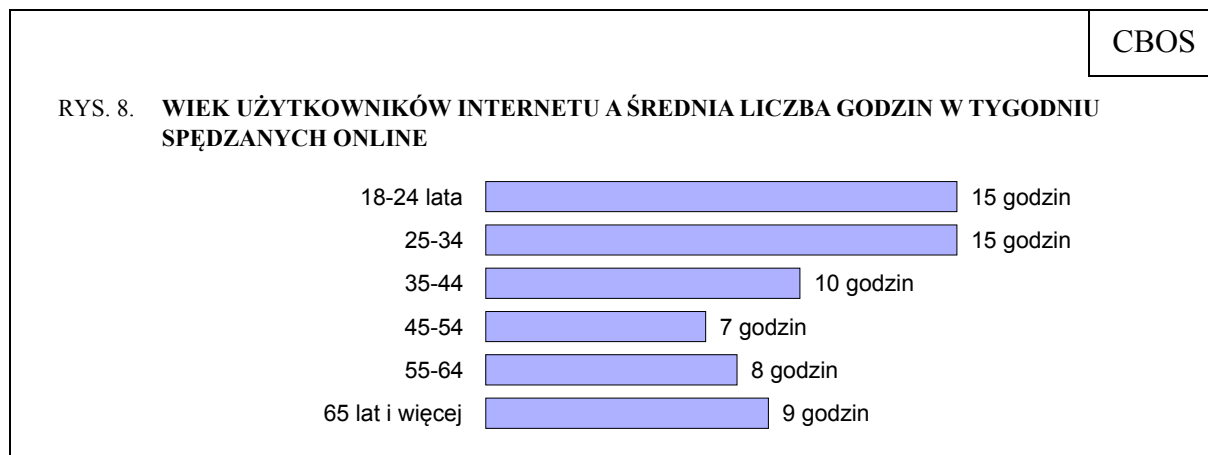 CBOS
RYS. 8. WIEK UŻYTKOWNIKÓW INTERNETU A ŚREDNIA LICZBA GODZIN W TYGODNIU
SPĘDZANYCH ONLINE
18-24 lata 15 godzin
25-34 15 godzin
35-44 10 godzin
45-54 7 godzin
55-64 8 godzin
65 lat i więcej 9 godzin